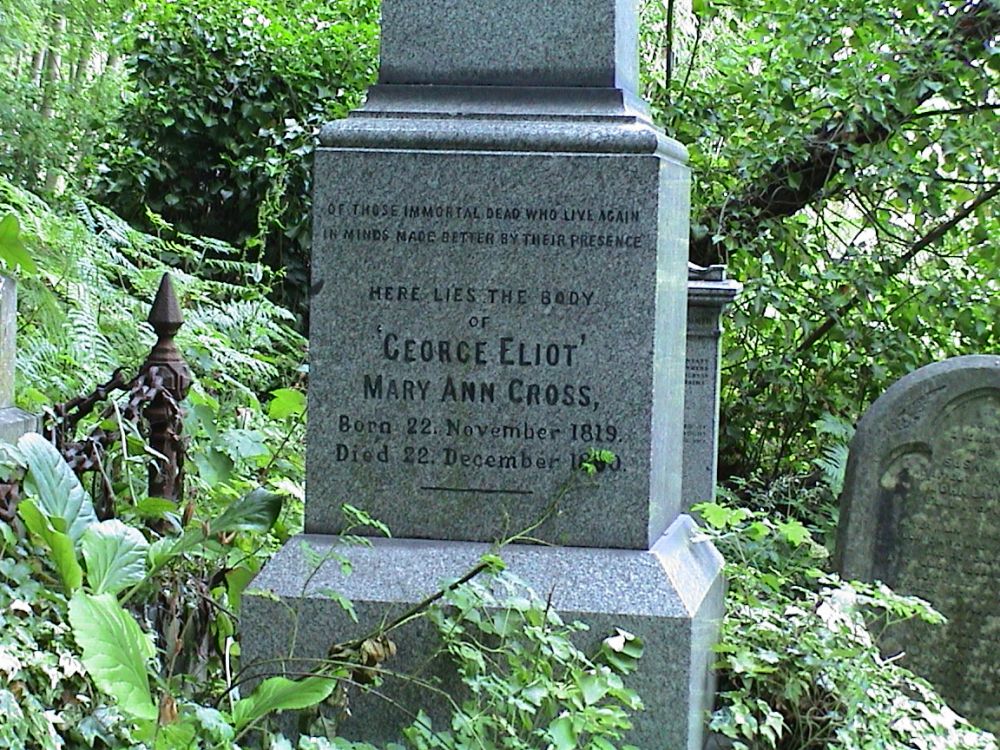 OF THOSE IMMORTAL DEAD WHO LIVE AGAIN
IN MINDS MADE BETTER BY THEIR PRESENCE
HERE LIES THE BODY
OF
'GEORGE ELIOT'
MARY ANN CROSS,
Born 22. November 1819.
Died 22. December 1880.